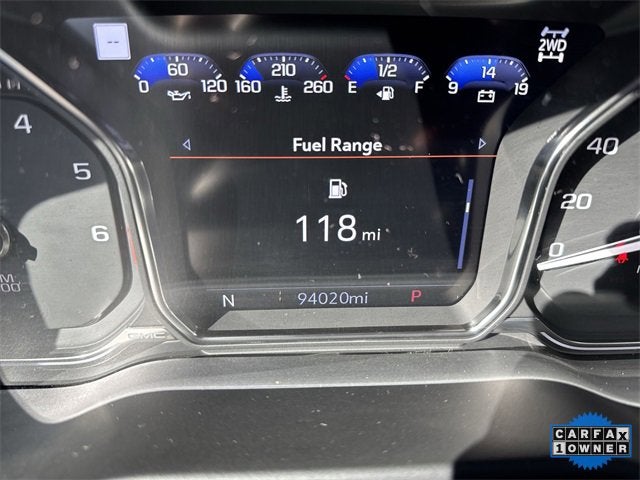 --
60
0 120
210
160 260
1/2
E F
14
9 19
2WD
4
5
6
Fuel Range
118 mi
40
20
0
N 94020mi P
GMC
CARFAX
1 OWNER